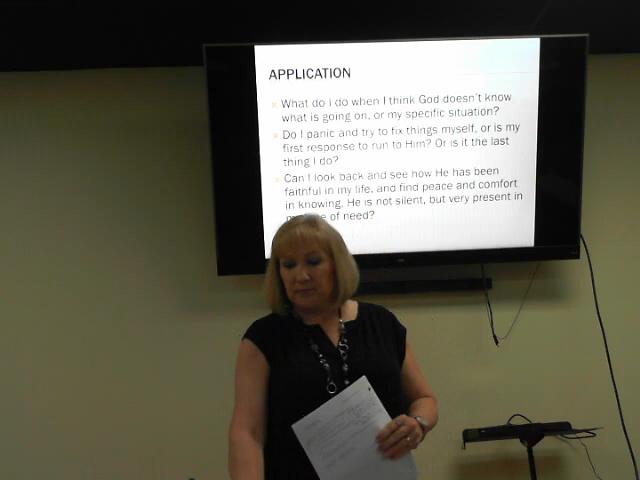 APPLICATION
What do i do when I think God doesn't know
what is going on, or my specific situation?
Do I panic and try to fix things myself, or is my
first response to run to Him? Or is it the last
thing I do?
Can I look back and see how He has been
faithful in my life, and find peace and comfort
in knowing, He is not silent, but very present in
of need?